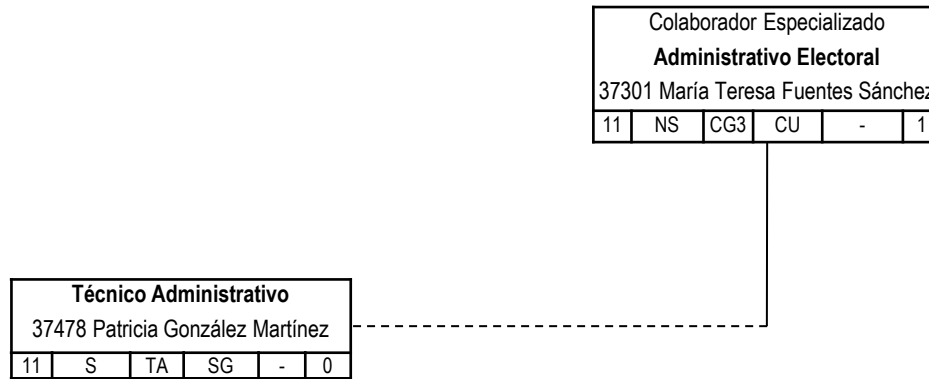 Colaborador Especializado
Administrativo Electoral
37301 María Teresa Fuentes Sánchez
11 NS CG3 CU - 1
Técnico Administrativo
37478 Patricia González Martínez
11 S TA SG - 0